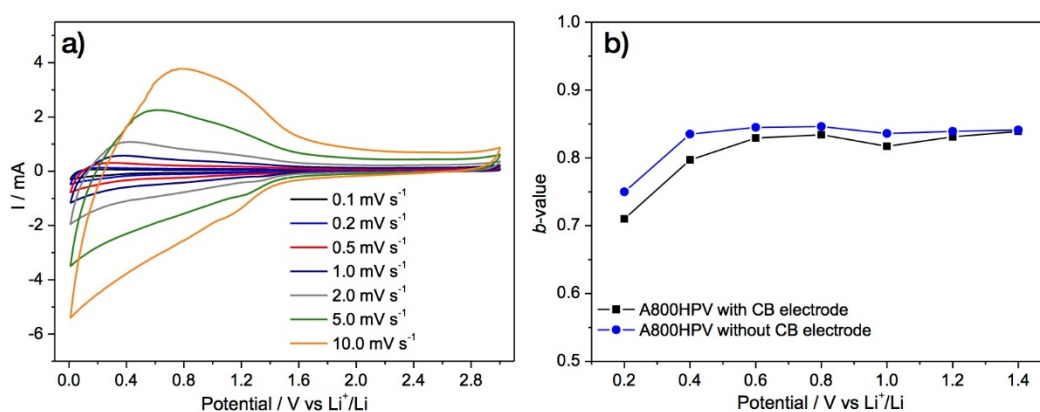 a)
I / mA
4
2
0
-2
-4
-6
0.1 mV s⁻¹
0.2 mV s⁻¹
0.5 mV s⁻¹
1.0 mV s⁻¹
2.0 mV s⁻¹
5.0 mV s⁻¹
10.0 mV s⁻¹
0.0 0.4 0.8 1.2 1.6 2.0 2.4 2.8
Potential / V vs Li⁺/Li
b)
b-value
1.0
0.9
0.8
0.7
0.6
0.5
A800HPV with CB electrode
A800HPV without CB electrode
0.2 0.4 0.6 0.8 1.0 1.2 1.4
Potential / V vs Li⁺/Li